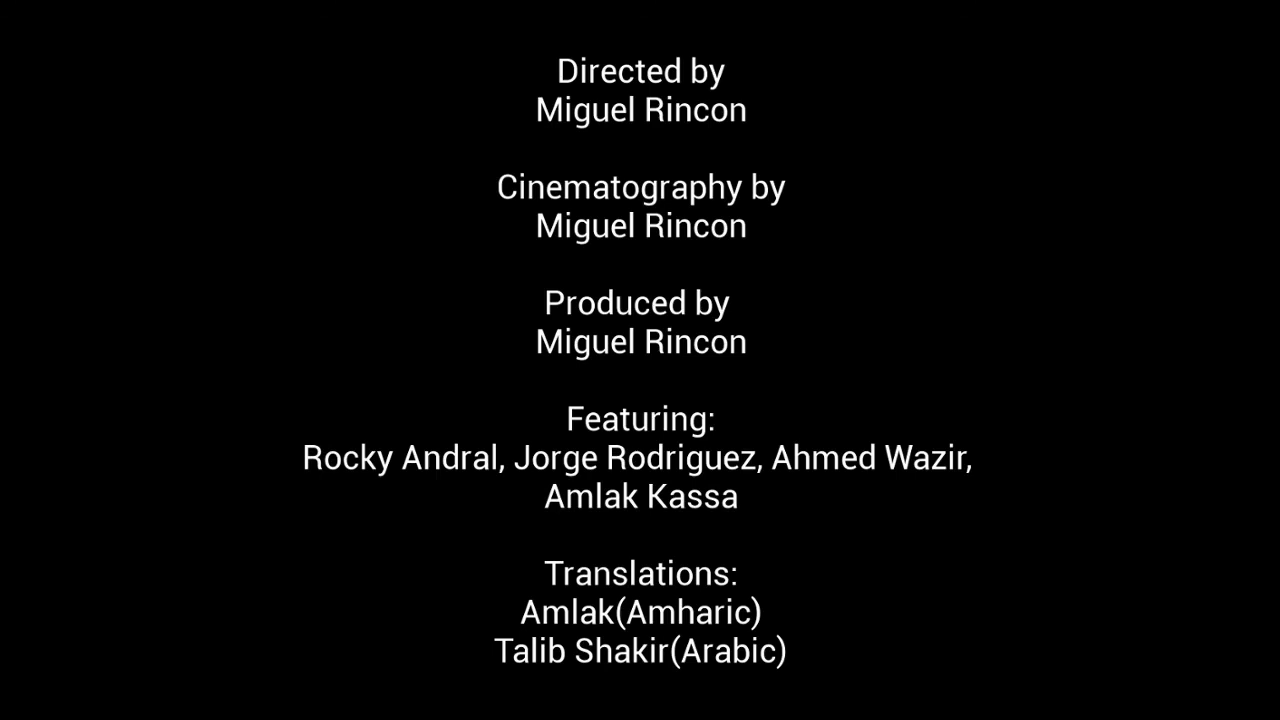 Directed by
Miguel Rincon
Cinematography by
Miguel Rincon
Produced by
Miguel Rincon
Featuring:
Rocky Andral, Jorge Rodriguez, Ahmed Wazir,
Amlak Kassa
Translations:
Amlak(Amharic)
Talib Shakir(Arabic)